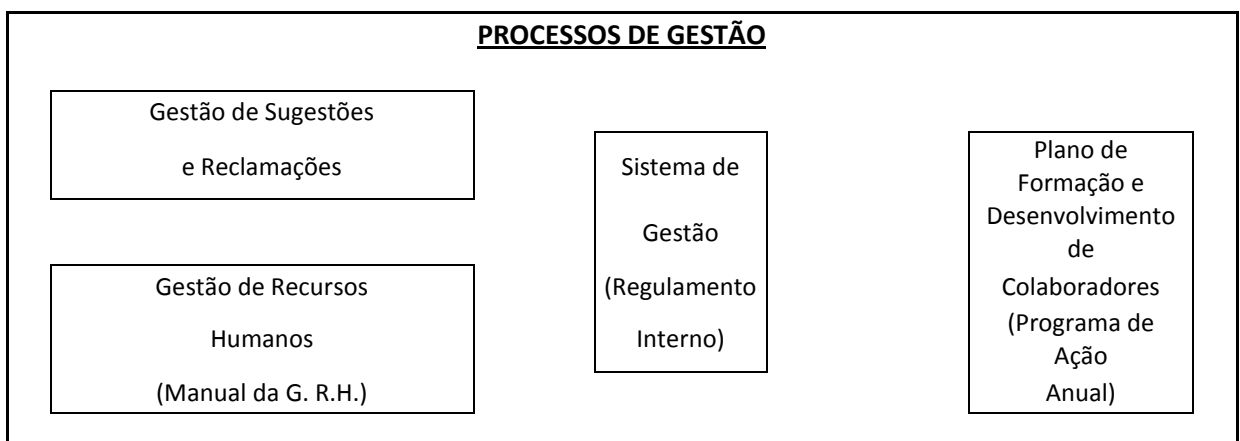 PROCESSOS DE GESTÃO
Gestão de Sugestões
e Reclamações
Gestão de Recursos
Humanos
(Manual da G. R.H.)
Sistema de
Gestão
(Regulamento
Interno)
Plano de
Formação e
Desenvolvimento
de
Colaboradores
(Programa de
Ação
Anual)